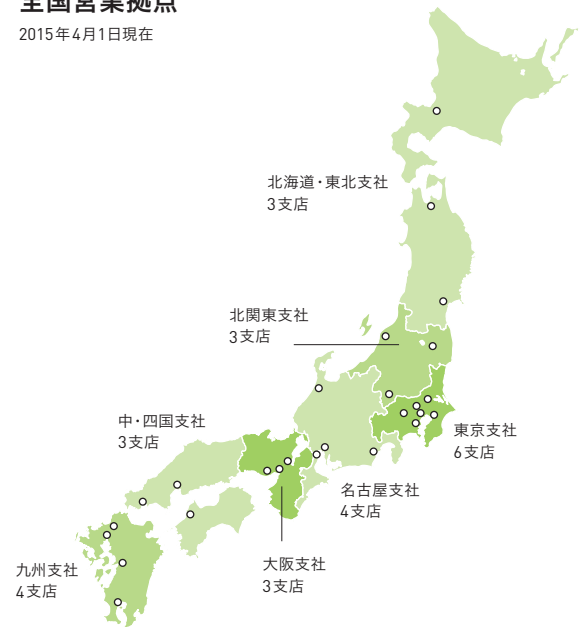 全国営業拠点
2015年4月1日現在
北海道・東北支社
3支店
北関東支社
3支店
中・四国支社
3支店
東京支社
6支店
名古屋支社
4支店
大阪支社
3支店
九州支社
4支店